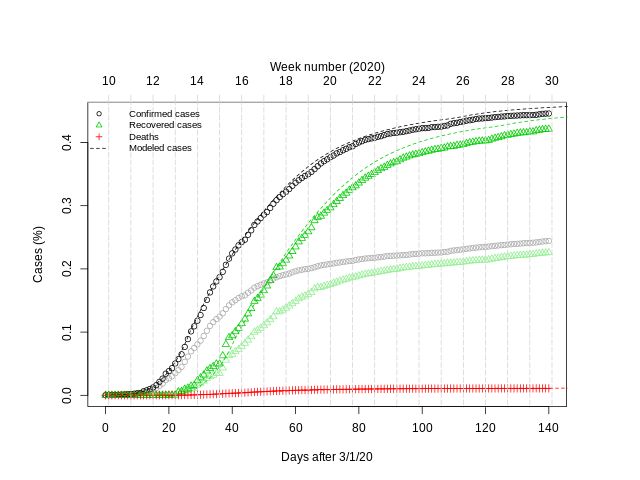 Week number (2020)
10 12 14 16 18 20 22 24 26 28 30
Confirmed cases
Recovered cases
Deaths
Modeled cases
Cases (%)
0.4
0.3
0.2
0.1
0.0
0 20 40 60 80 100 120 140
Days after 3/1/20